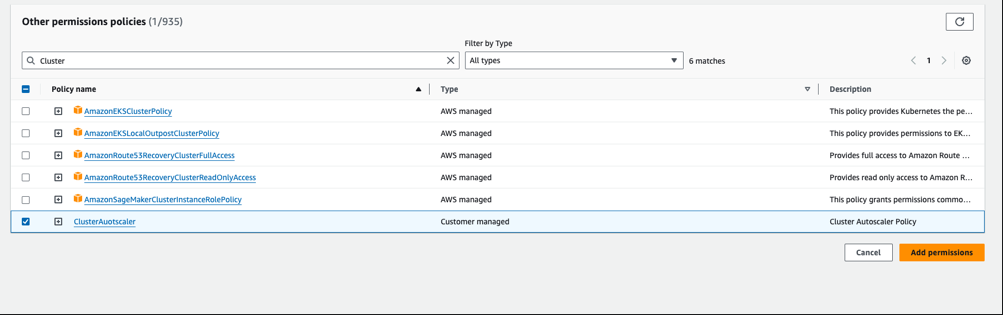 Other permissions policies (1/935)
Filter by Type
Cluster
All types
6 matches
1
Policy name
Type
Description
AmazonEKSClusterPolicy AWS managed This policy provides Kubernetes the pe...
AmazonEKSLocalOutpostClusterPolicy AWS managed This policy provides permissions to EK...
AmazonRoute53RecoveryClusterFullAccess AWS managed Provides full access to Amazon Route ...
AmazonRoute53RecoveryClusterReadOnlyAccess AWS managed Provides read only access to Amazon R...
AmazonSageMakerClusterInstanceRolePolicy AWS managed This policy grants permissions commo...
ClusterAuotscaler Customer managed Cluster Autoscaler Policy
Cancel
Add permissions